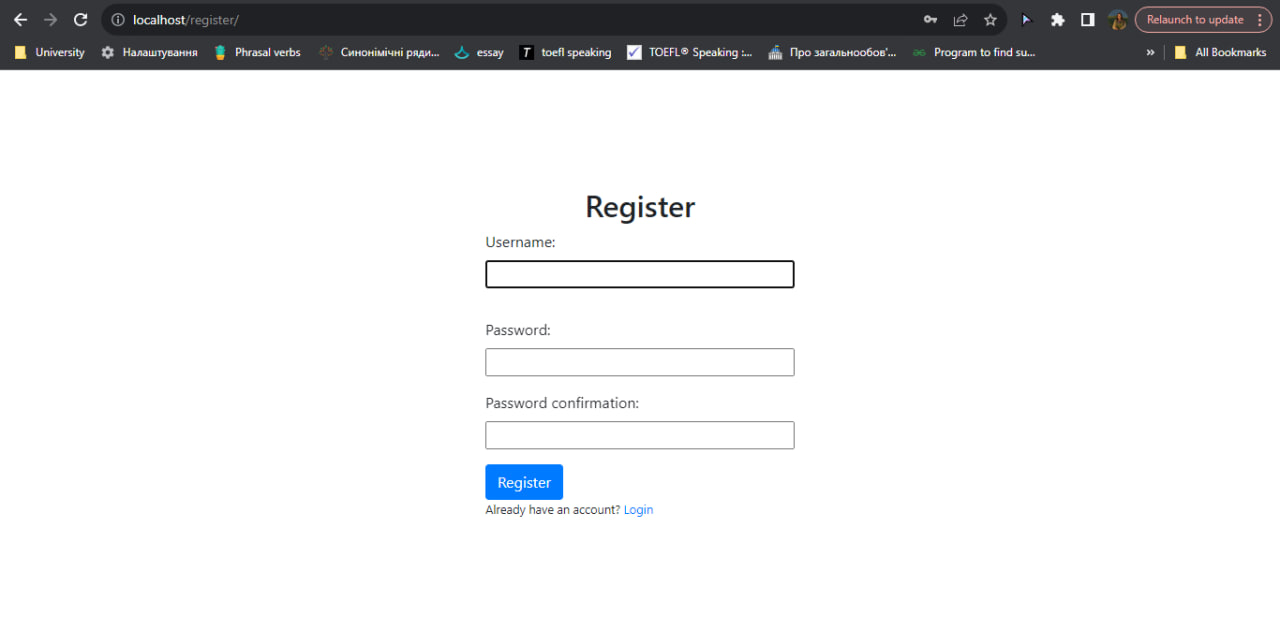 localhost/register/
Relaunch to update
University
Налаштування
Phrasal verbs
Синонімічні ряди...
essay
T
toefl speaking
TOEFL® Speaking :...
Про загальнообов'...
Program to find su...
»
All Bookmarks
Register
Username:
Password:
Password confirmation:
Register
Already have an account? Login